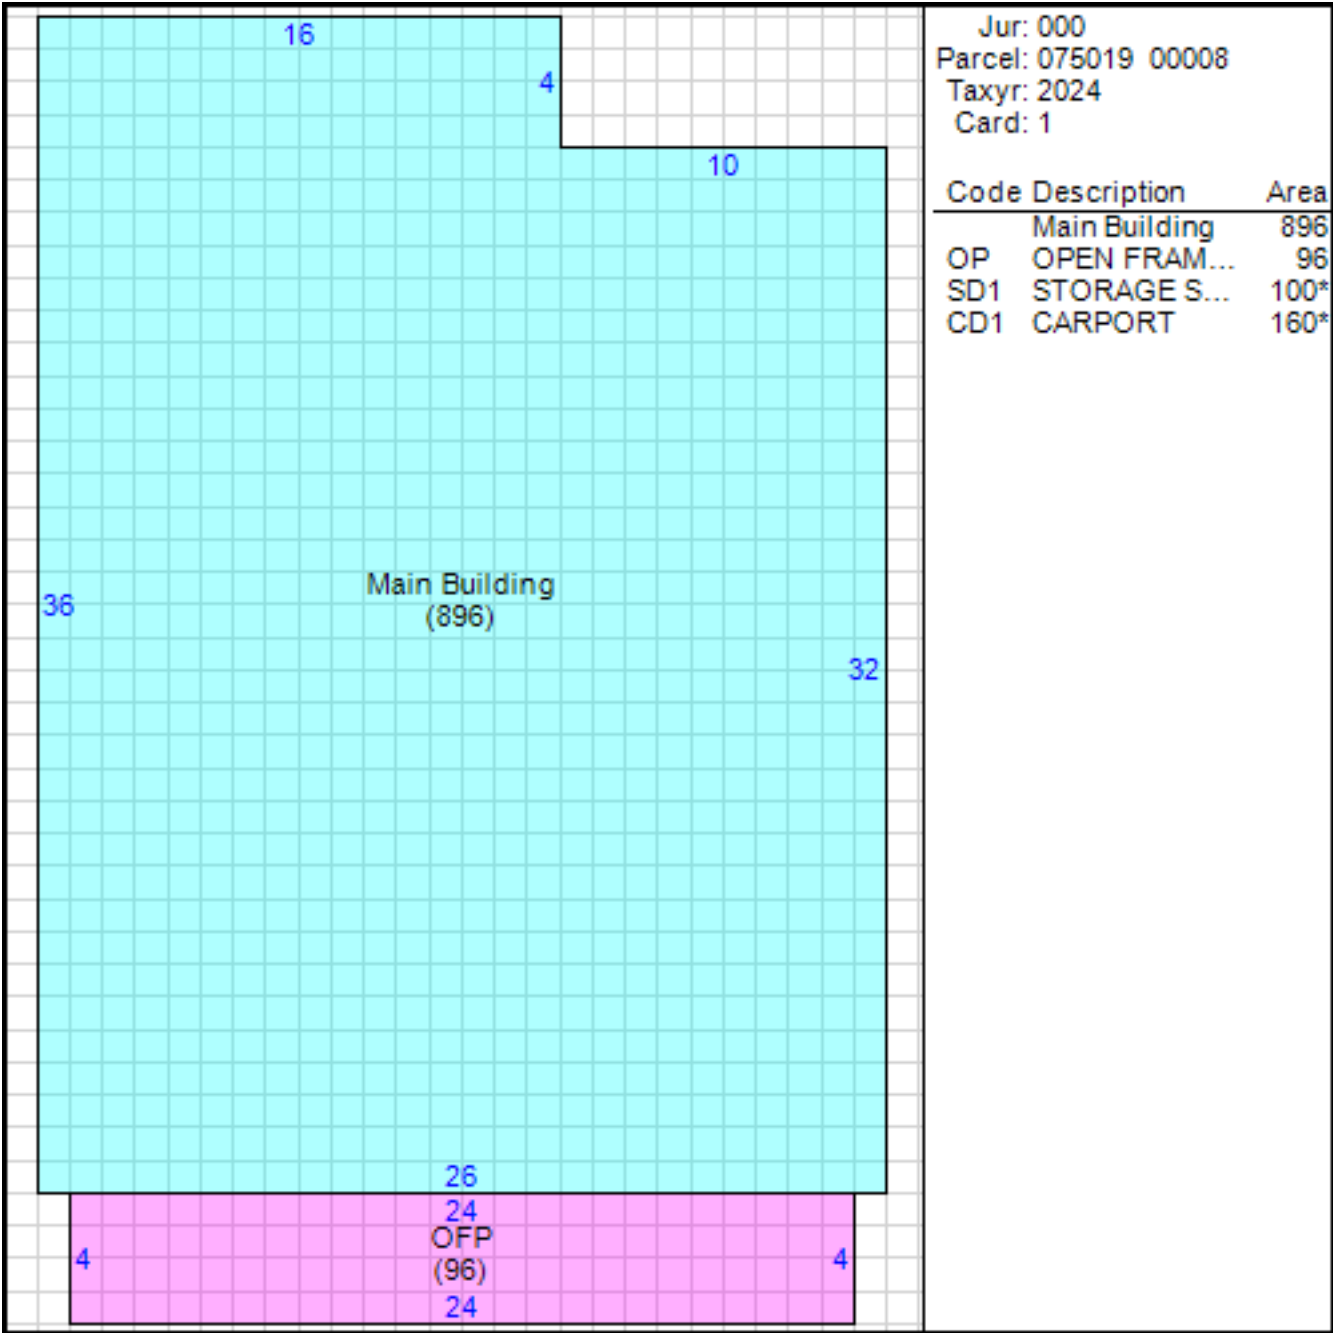 16
4
10
36
Main Building
(896)
32
26
24
OFP
4
4
(96)
24
Jur: 000
Parcel: 075019 00008
Taxyr: 2024
Card: 1
Code Description Area
Main Building 896
OP OPEN FRAM... 96
SD1 STORAGE S... 100*
CD1 CARPORT 160*